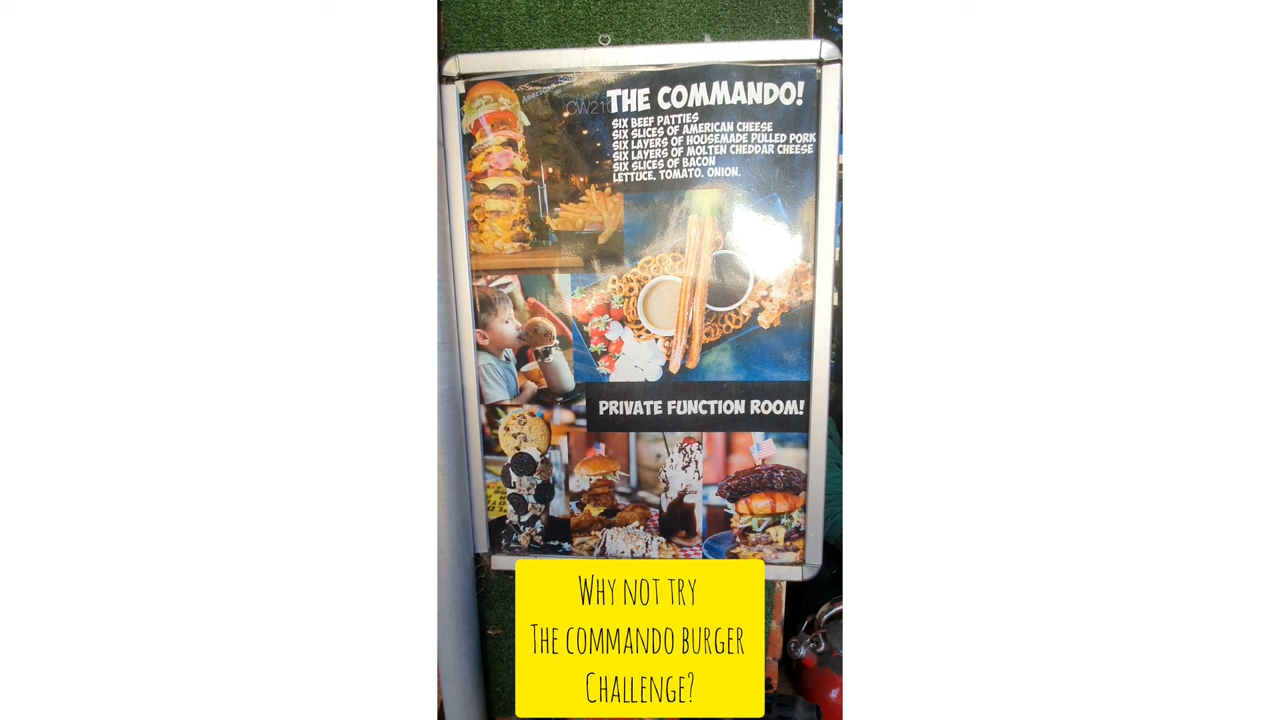 THE COMMANDO!
SIX BEEF PATTIES
SIX SLICES OF AMERICAN CHEESE
SIX LAYERS OF HOUSEMADE PULLED PORK
SIX LAYERS OF MOLTEN CHEDDAR CHEESE
SIX SLICES OF BACON
LETTUCE. TOMATO. ONION.
PRIVATE FUNCTION ROOM!
WHY NOT TRY
THE COMMANDO BURGER
CHALLENGE?